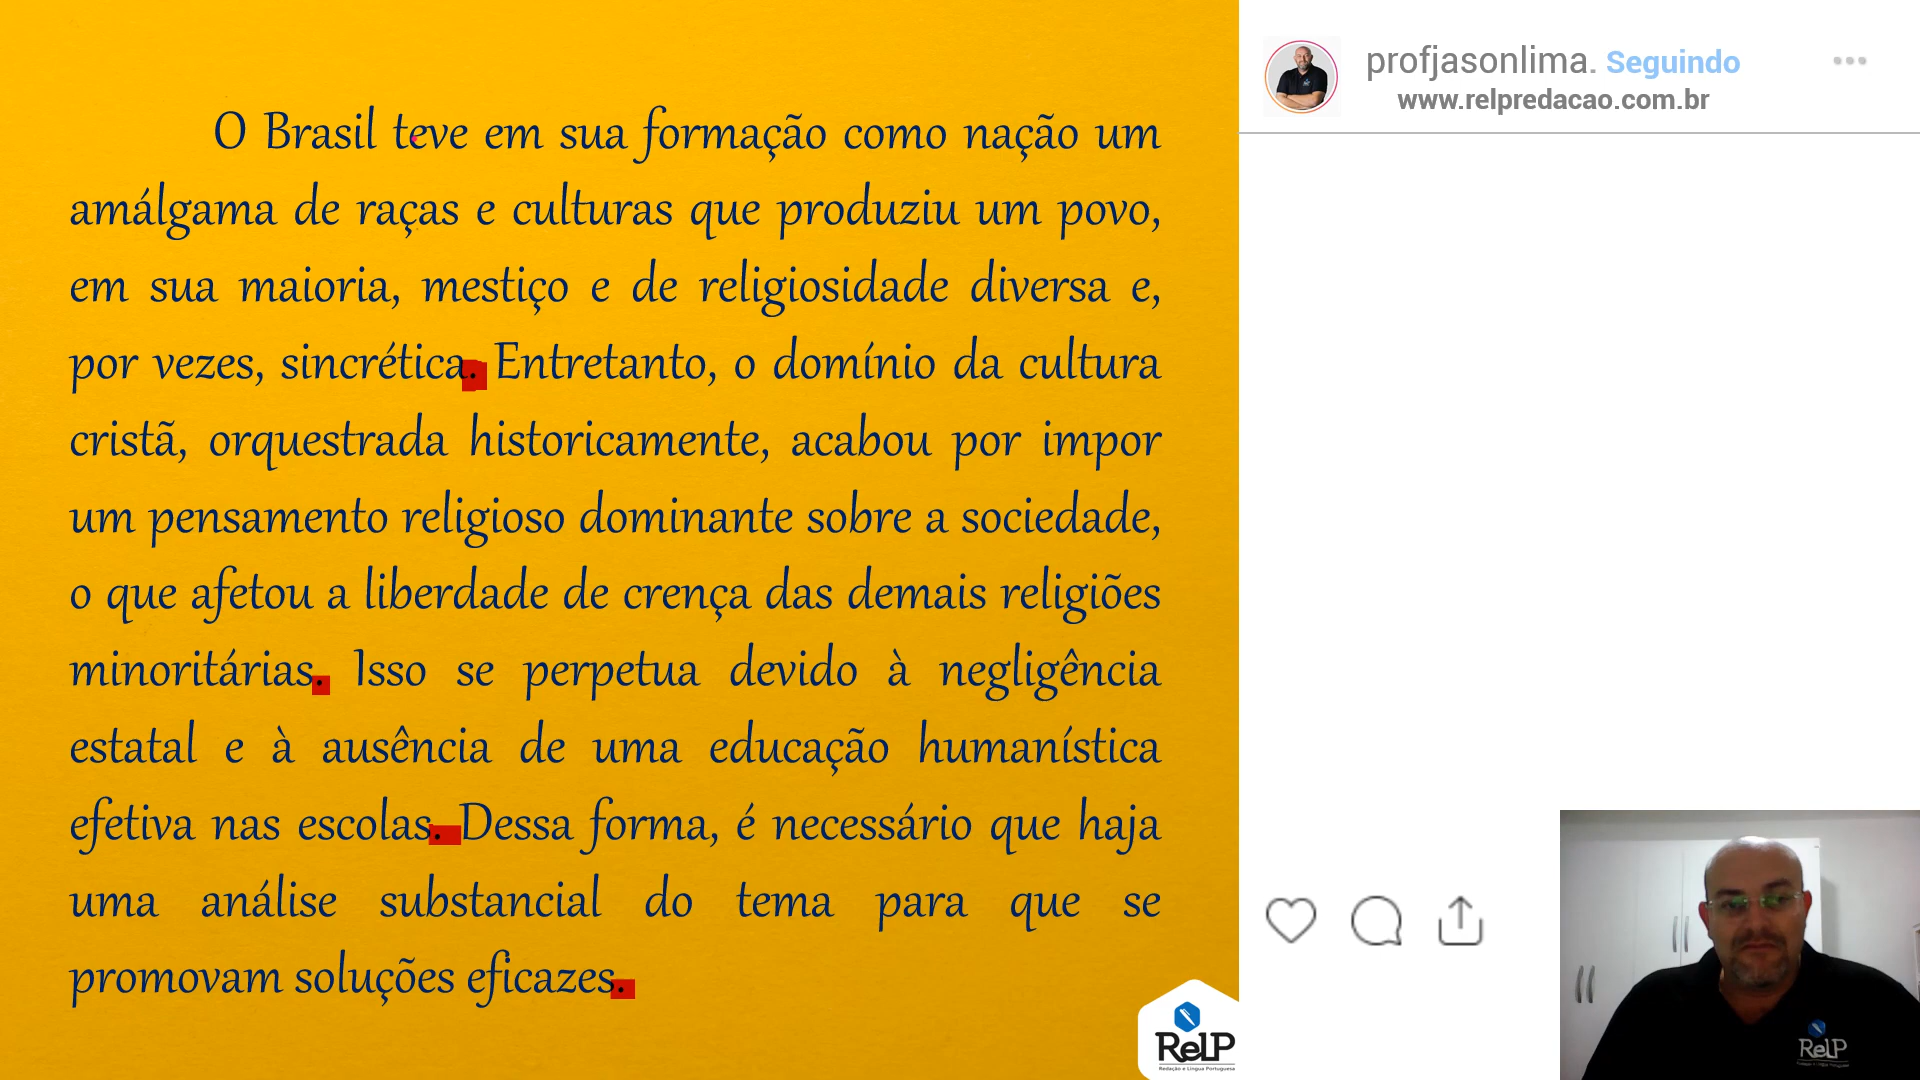 O Brasil teve em sua formação como nação um
amálgama de raças e culturas que produziu um povo,
em sua maioria, mestiço e de religiosidade diversa e,
por vezes, sincrética. Entretanto, o domínio da cultura
cristã, orquestrada historicamente, acabou por impor
um pensamento religioso dominante sobre a sociedade,
o que afetou a liberdade de crença das demais religiões
minoritárias. Isso se perpetua devido à negligência
estatal e à ausência de uma educação humanística
efetiva nas escolas. Dessa forma, é necessário que haja
uma análise substancial do tema para que se
promovam soluções eficazes.
profjasonlima. Seguindo
www.relpredacao.com.br
RelP
Redação e Língua Portuguesa
RelP